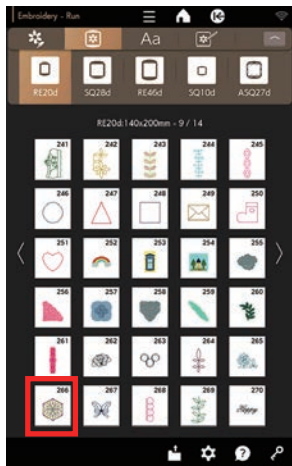 Embroidery - Run
Aa
RE20d SQ28d RE46d SQ10d ASQ27d
RE20d:140x200mm - 9 / 14
241 242 243 244 245
246 247 248 249 250
251 252 253 254 255
256 257 258 259 260
261 262 263 264 265
266 267 268 269 270
Happy